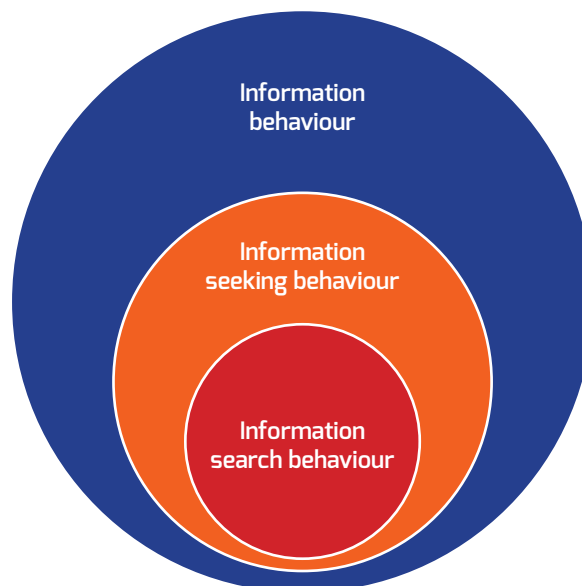 Information
behaviour
Information
seeking behaviour
Information
search behaviour